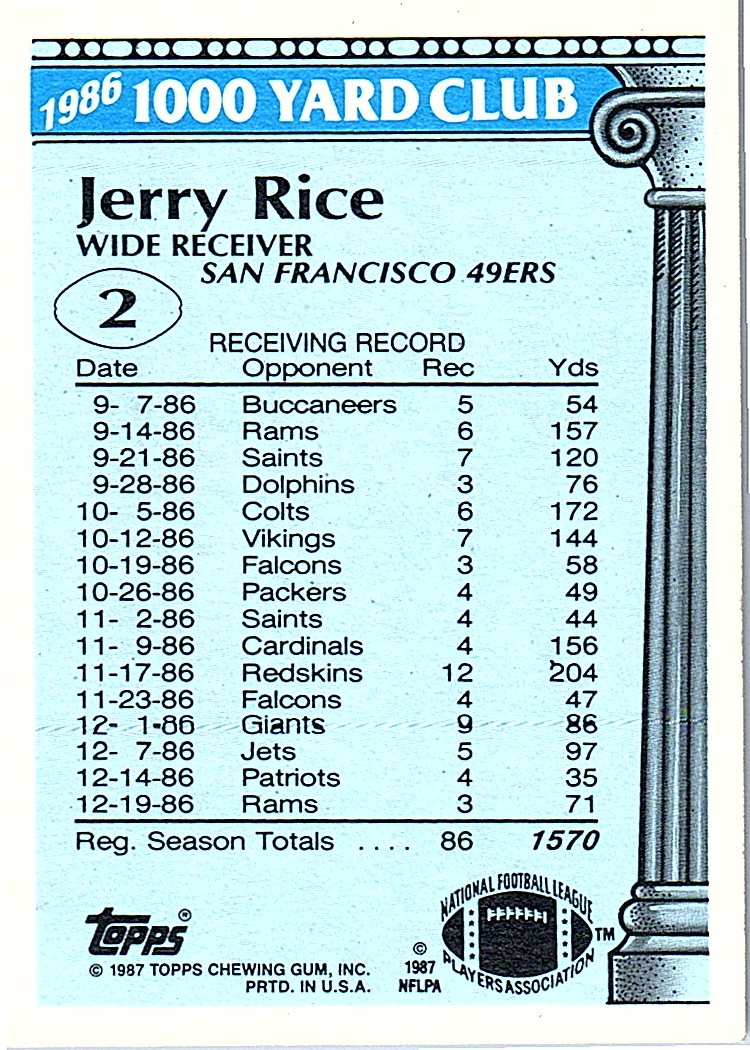 1986 1000 YARD CLUB
Jerry Rice
WIDE RECEIVER
SAN FRANCISCO 49ERS
2
RECEIVING RECORD
Date Opponent Rec Yds
9- 7-86 Buccaneers 5 54
9-14-86 Rams 6 157
9-21-86 Saints 7 120
9-28-86 Dolphins 3 76
10- 5-86 Colts 6 172
10-12-86 Vikings 7 144
10-19-86 Falcons 3 58
10-26-86 Packers 4 49
11- 2-86 Saints 4 44
11- 9-86 Cardinals 4 156
11-17-86 Redskins 12 204
11-23-86 Falcons 4 47
12- 1-86 Giants 9 86
12- 7-86 Jets 5 97
12-14-86 Patriots 4 35
12-19-86 Rams 3 71
Reg. Season Totals .... 86 1570
topps®
© 1987 TOPPS CHEWING GUM, INC.
PRTD. IN U.S.A.
©
1987
NFLPA
NATIONAL FOOTBALL LEAGUE
PLAYERS ASSOCIATION
TM